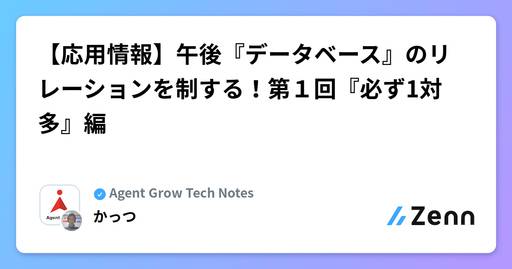 【応用情報】午後『データベース』のリ
レーションを制する！第１回『必ず1対
多』編
Agent Grow Tech Notes
Agent
かっつ
Zenn